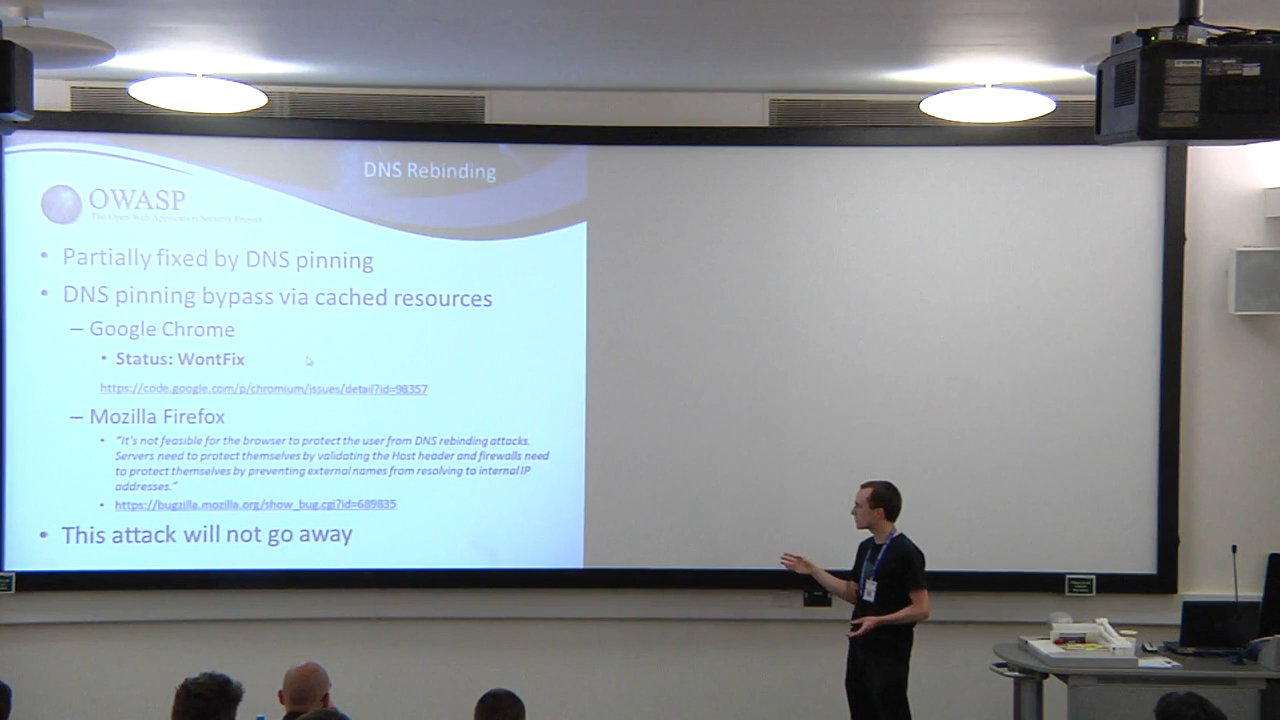 DNS Rebinding
OWASP
The Open Web Application Security Project
• Partially fixed by DNS pinning
• DNS pinning bypass via cached resources
– Google Chrome
• Status: WontFix
https://code.google.com/p/chromium/issues/detail?id=98357
– Mozilla Firefox
• “It's not feasible for the browser to protect the user from DNS rebinding attacks.
Servers need to protect themselves by validating the Host header and firewalls need
to protect themselves by preventing external names from resolving to internal IP
addresses.”
• https://bugzilla.mozilla.org/show_bug.cgi?id=689835
• This attack will not go away